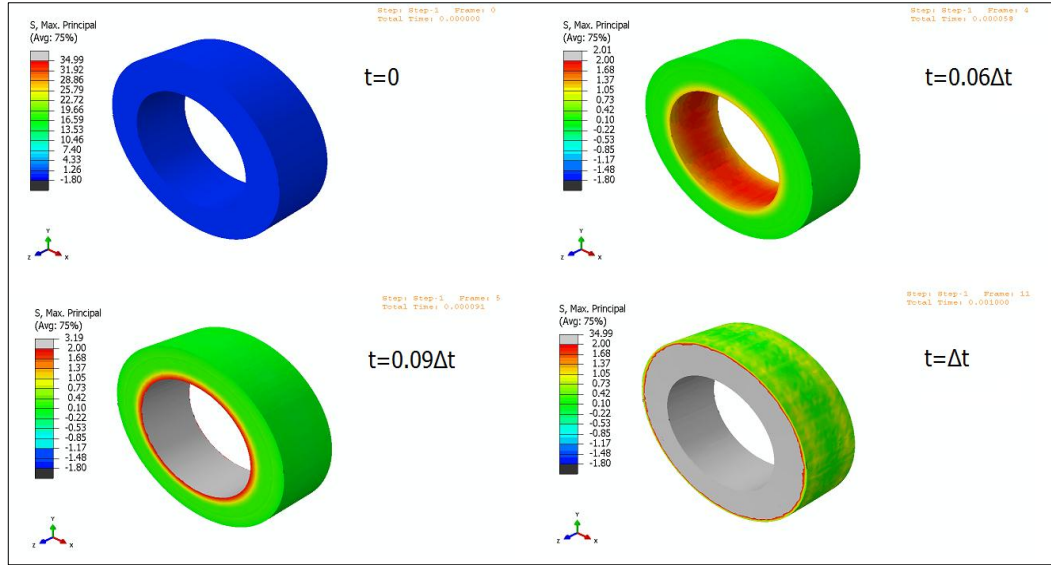 Step: Step-1 Frame: 0
Total Time: 0.000000
S, Max. Principal
(Avg: 75%)
34.99
31.92
28.86
25.79
22.72
19.66
16.59
13.53
10.46
7.40
4.33
1.26
-1.80
t=0
Y
Z X
Step: Step-1 Frame: 4
Total Time: 0.000058
S, Max. Principal
(Avg: 75%)
2.01
2.00
1.68
1.37
1.05
0.73
0.42
0.10
-0.22
-0.53
-0.85
-1.17
-1.48
-1.80
t=0.06Δt
Y
Z X
Step: Step-1 Frame: 5
Total Time: 0.000091
S, Max. Principal
(Avg: 75%)
3.19
2.00
1.68
1.37
1.05
0.73
0.42
0.10
-0.22
-0.53
-0.85
-1.17
-1.48
-1.80
t=0.09Δt
Y
Z X
Step: Step-1 Frame: 11
Total Time: 0.001000
S, Max. Principal
(Avg: 75%)
34.99
2.00
1.68
1.37
1.05
0.73
0.42
0.10
-0.22
-0.53
-0.85
-1.17
-1.48
-1.80
t=Δt
Y
Z X